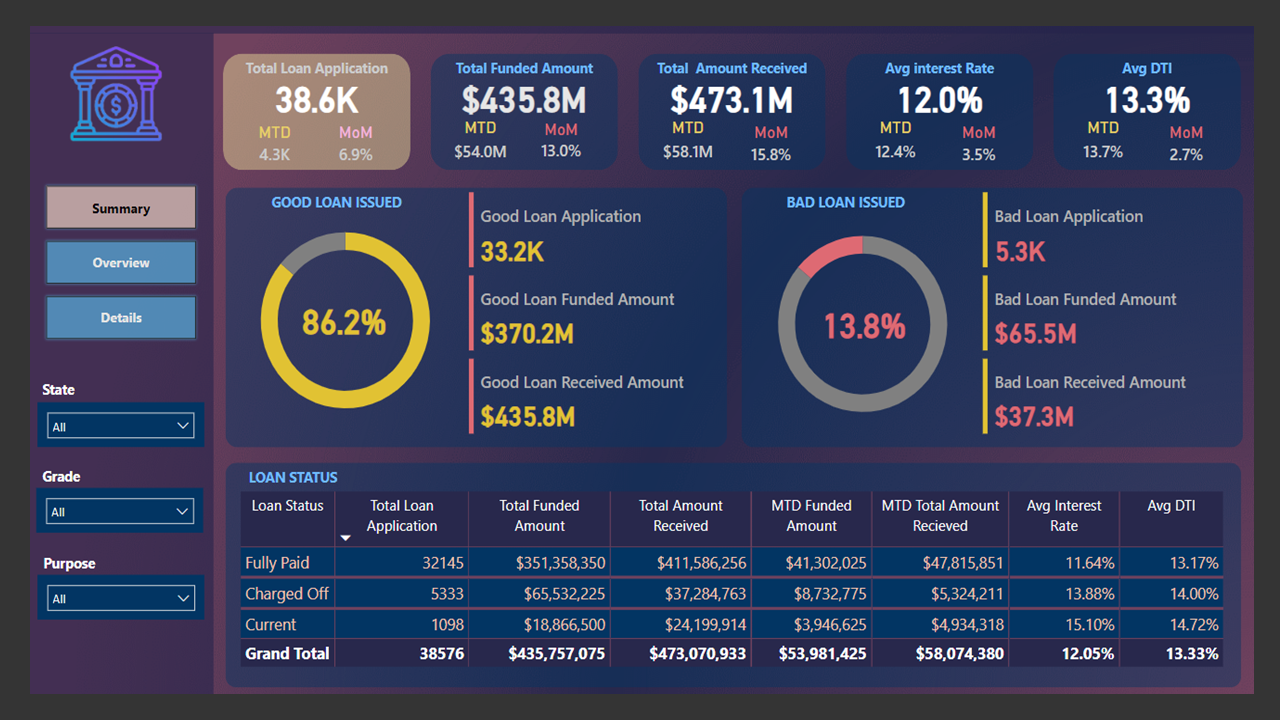 Total Loan Application
38.6K
MTD MoM
4.3K 6.9%
Total Funded Amount
$435.8M
MTD MoM
$54.0M 13.0%
Total Amount Received
$473.1M
MTD MoM
$58.1M 15.8%
Avg interest Rate
12.0%
MTD MoM
12.4% 3.5%
Avg DTI
13.3%
MTD MoM
13.7% 2.7%
$
Summary
Overview
Details
State
All
Grade
All
Purpose
All
GOOD LOAN ISSUED
86.2%
Good Loan Application
33.2K
Good Loan Funded Amount
$370.2M
Good Loan Received Amount
$435.8M
BAD LOAN ISSUED
13.8%
Bad Loan Application
5.3K
Bad Loan Funded Amount
$65.5M
Bad Loan Received Amount
$37.3M
LOAN STATUS
Loan Status Total Loan Total Funded Total Amount MTD Funded MTD Total Amount Avg Interest Avg DTI
Application Amount Received Amount Recieved Rate
Fully Paid 32145 $351,358,350 $411,586,256 $41,302,025 $47,815,851 11.64% 13.17%
Charged Off 5333 $65,532,225 $37,284,763 $8,732,775 $5,324,211 13.88% 14.00%
Current 1098 $18,866,500 $24,199,914 $3,946,625 $4,934,318 15.10% 14.72%
Grand Total 38576 $435,757,075 $473,070,933 $53,981,425 $58,074,380 12.05% 13.33%